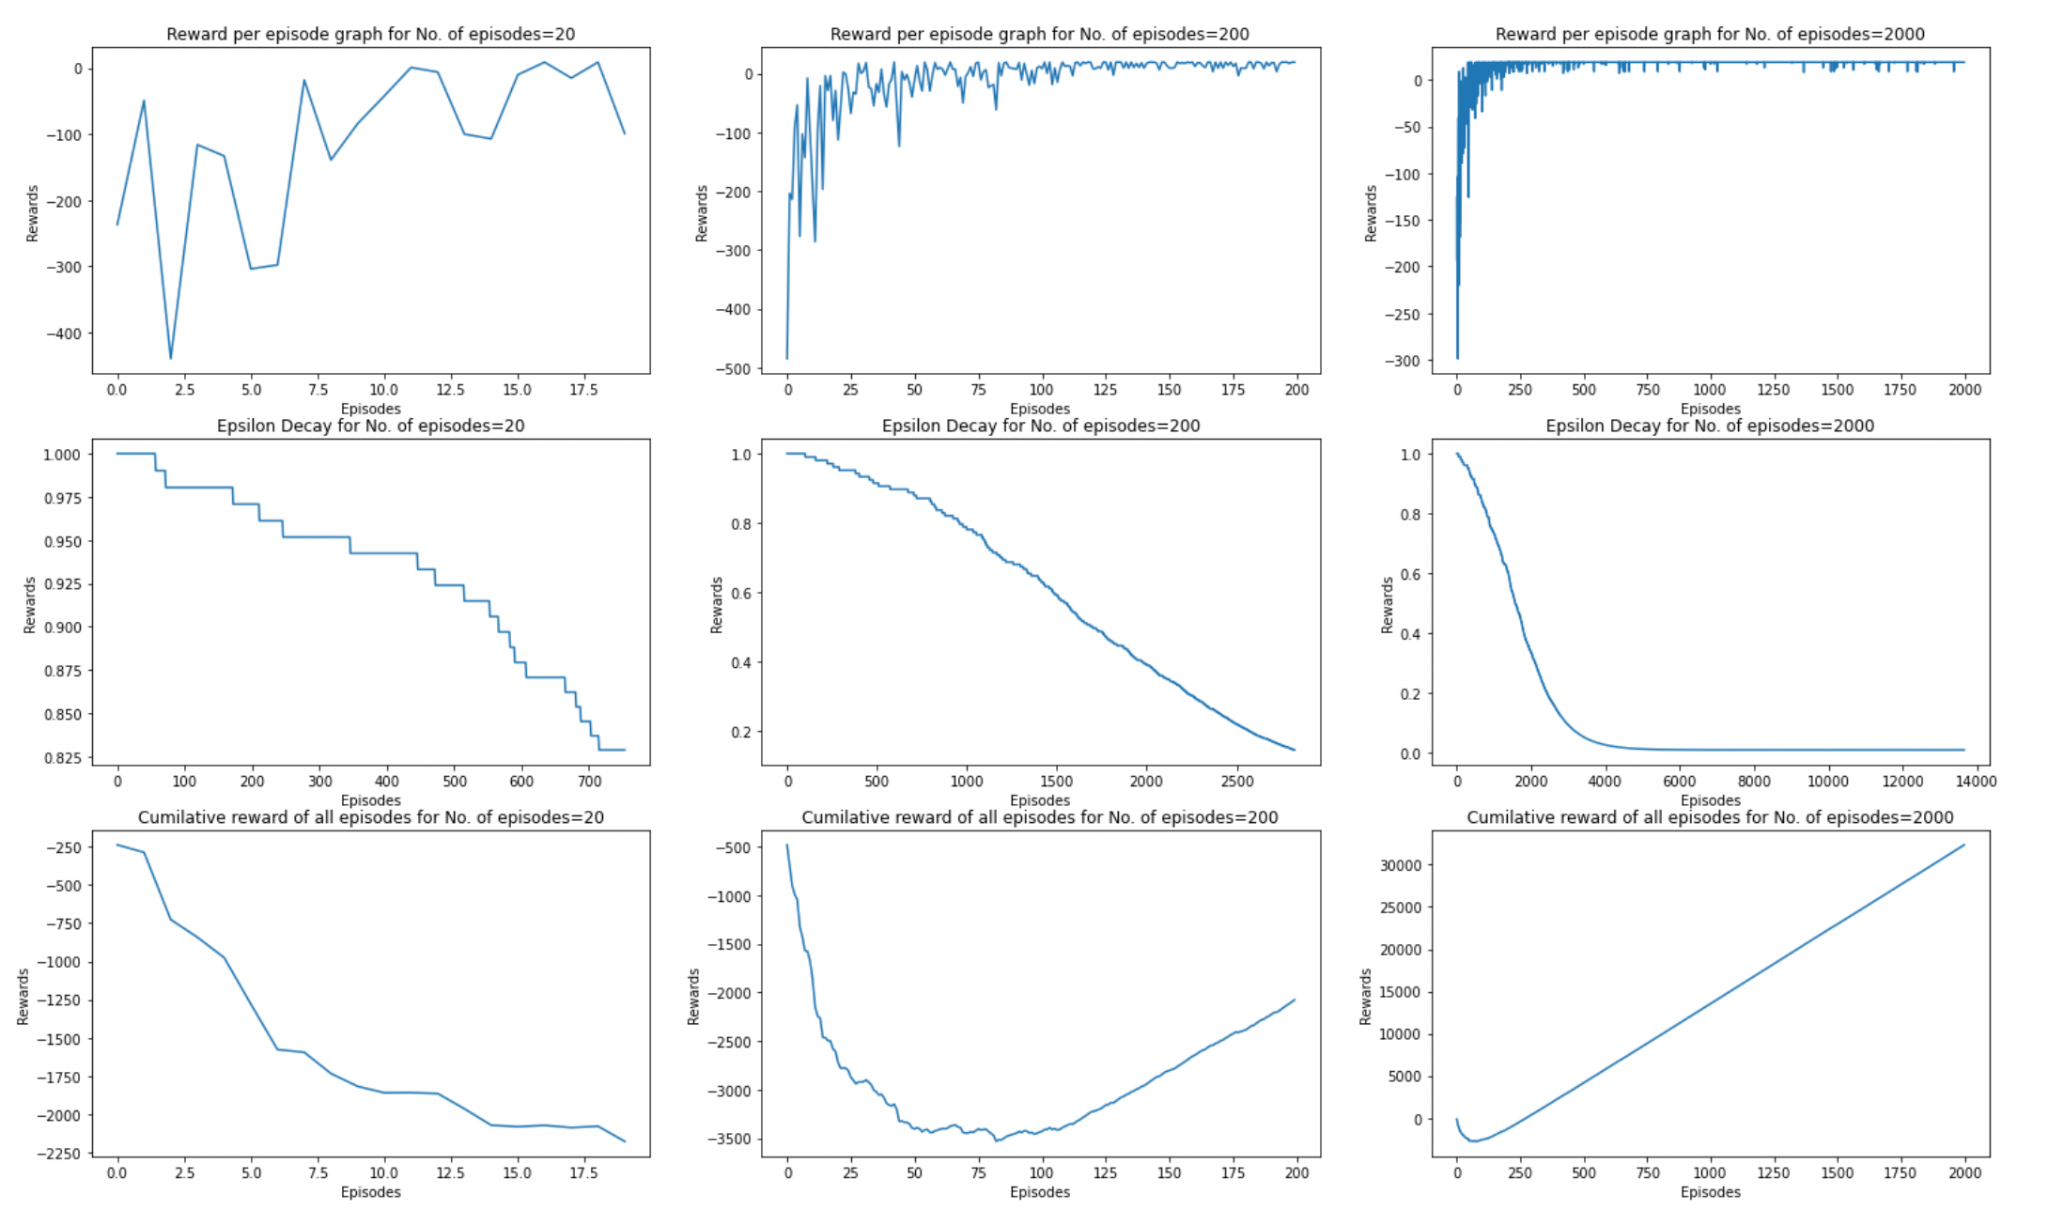 Reward per episode graph for No. of episodes=20
0
−100
−200
−300
−400
Rewards
0.0 2.5 5.0 7.5 10.0 12.5 15.0 17.5
Episodes
Reward per episode graph for No. of episodes=200
0
−100
−200
−300
−400
−500
Rewards
0 25 50 75 100 125 150 175 200
Episodes
Reward per episode graph for No. of episodes=2000
0
−50
−100
−150
−200
−250
−300
Rewards
0 250 500 750 1000 1250 1500 1750 2000
Episodes
Epsilon Decay for No. of episodes=20
1.000
0.975
0.950
0.925
0.900
0.875
0.850
0.825
Rewards
0 100 200 300 400 500 600 700
Episodes
Epsilon Decay for No. of episodes=200
1.0
0.8
0.6
0.4
0.2
Rewards
0 500 1000 1500 2000 2500
Episodes
Epsilon Decay for No. of episodes=2000
1.0
0.8
0.6
0.4
0.2
0.0
Rewards
0 2000 4000 6000 8000 10000 12000 14000
Episodes
Cumilative reward of all episodes for No. of episodes=20
−250
−500
−750
−1000
−1250
−1500
−1750
−2000
−2250
Rewards
0.0 2.5 5.0 7.5 10.0 12.5 15.0 17.5
Episodes
Cumilative reward of all episodes for No. of episodes=200
−500
−1000
−1500
−2000
−2500
−3000
−3500
Rewards
0 25 50 75 100 125 150 175 200
Episodes
Cumilative reward of all episodes for No. of episodes=2000
30000
25000
20000
15000
10000
5000
0
Rewards
0 250 500 750 1000 1250 1500 1750 2000
Episodes